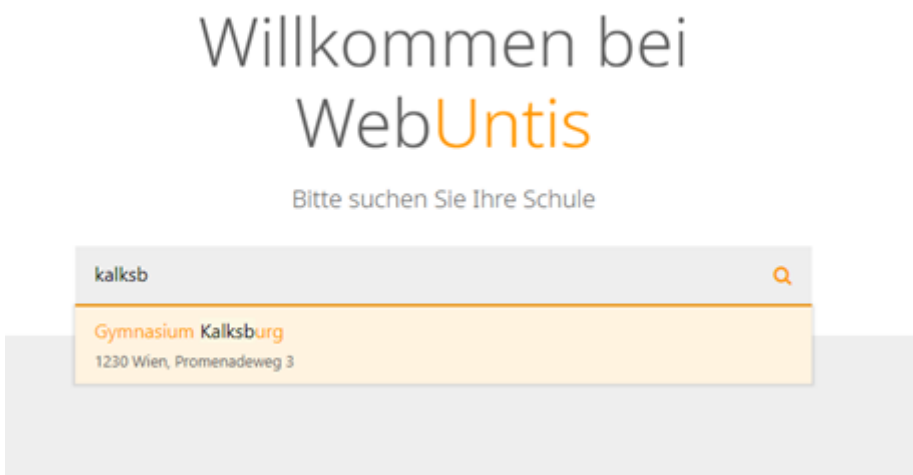 Willkommen bei
WebUntis
Bitte suchen Sie Ihre Schule
kalksb
Gymnasium Kalksburg
1230 Wien, Promenadeweg 3